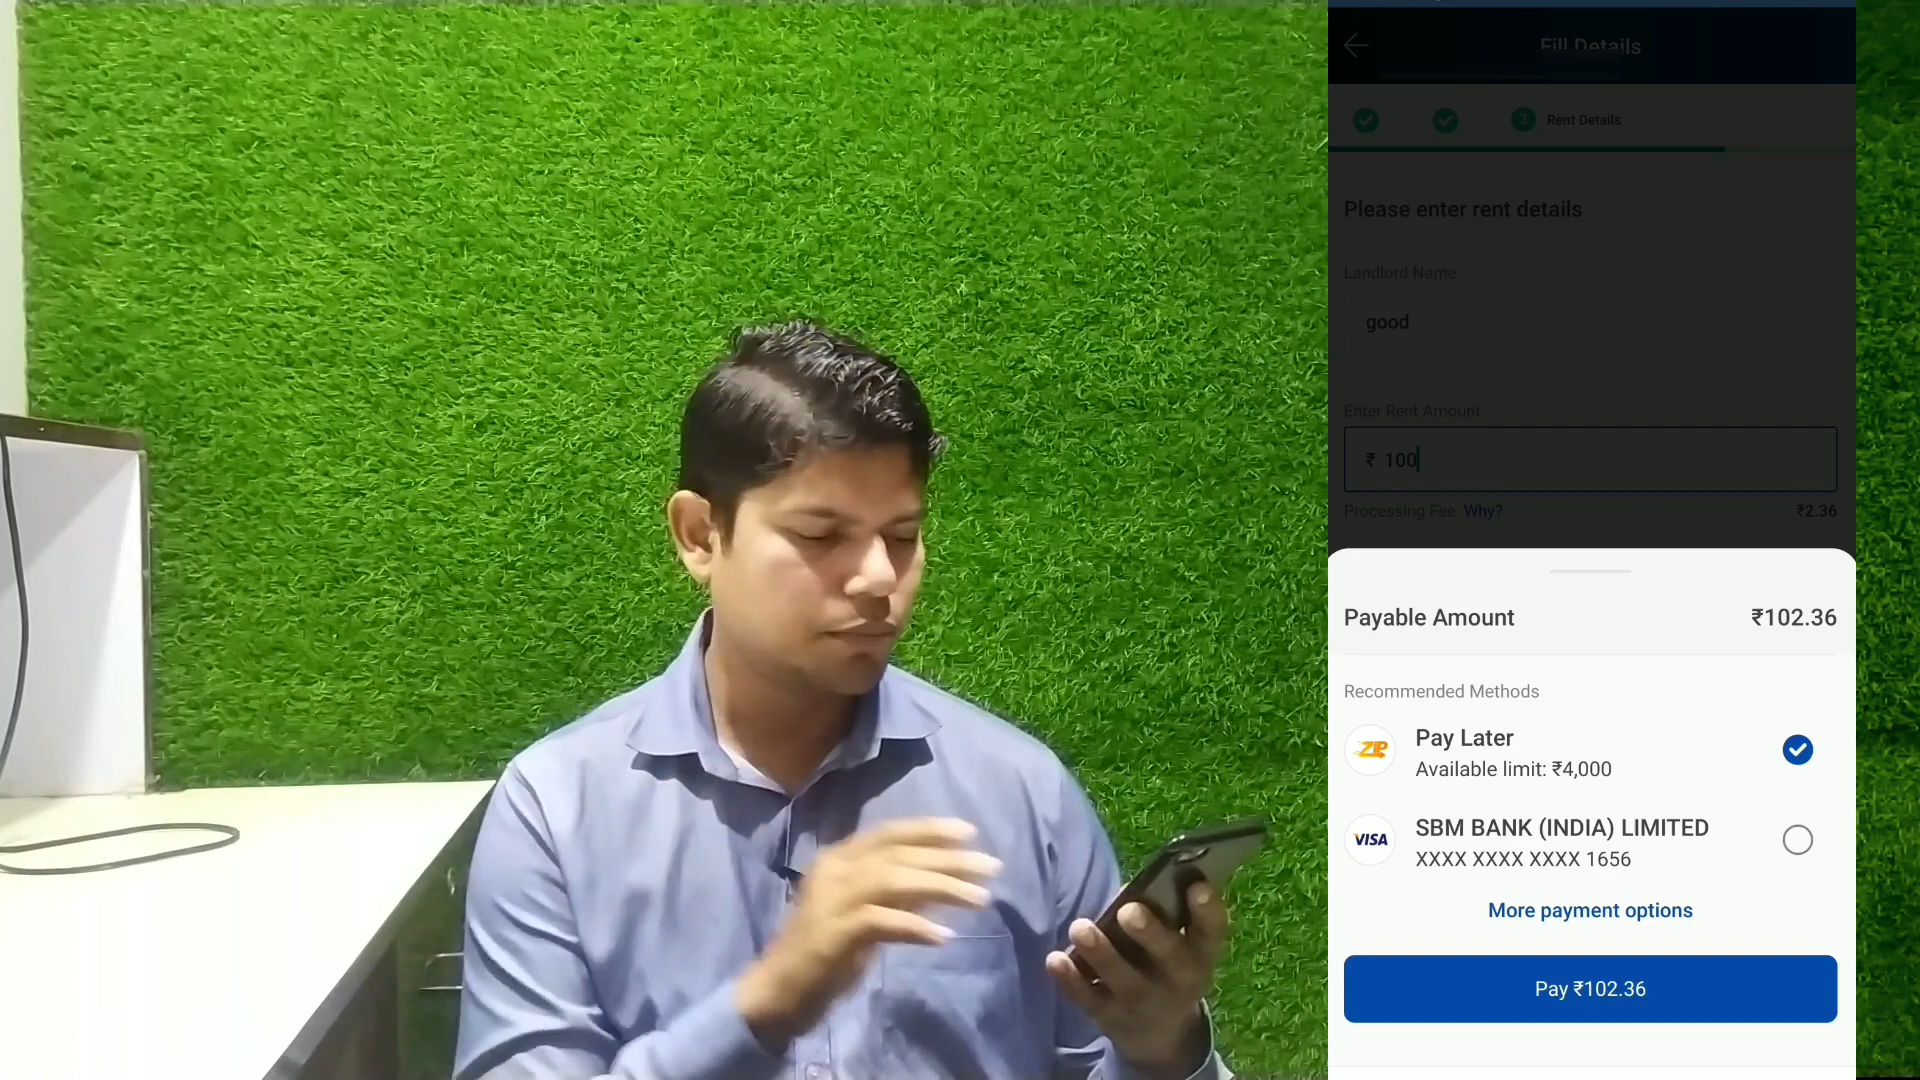 Fill Details
3 Rent Details
Please enter rent details
Landlord Name
good
Enter Rent Amount
₹ 100
Processing Fee Why? ₹2.36
Payable Amount ₹102.36
Recommended Methods
ZIP
Pay Later
Available limit: ₹4,000
VISA
SBM BANK (INDIA) LIMITED
XXXX XXXX XXXX 1656
More payment options
Pay ₹102.36